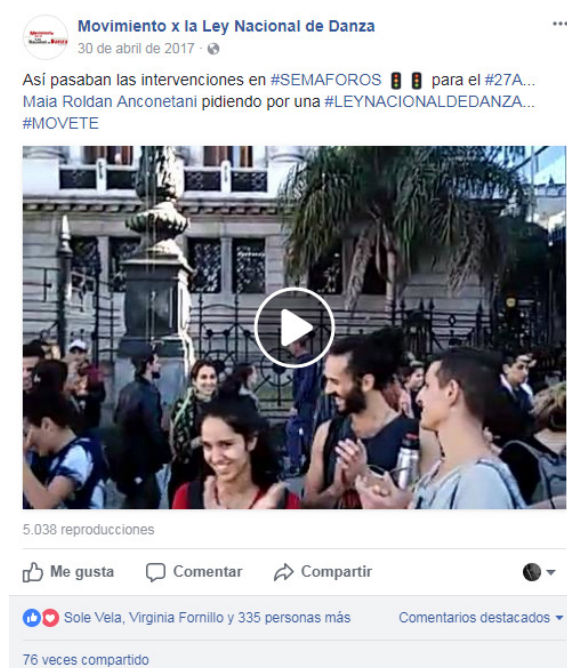 Movimiento x la Ley Nacional de Danza
30 de abril de 2017 ·
Así pasaban las intervenciones en #SEMAFOROS 🚦 🚦 para el #27A...
Maia Roldan Anconetani pidiendo por una #LEYNACIONALDEDANZA...
#MOVETE
5.038 reproducciones
Me gusta Comentar Compartir
Sole Vela, Virginia Fornillo y 335 personas más Comentarios destacados
76 veces compartido